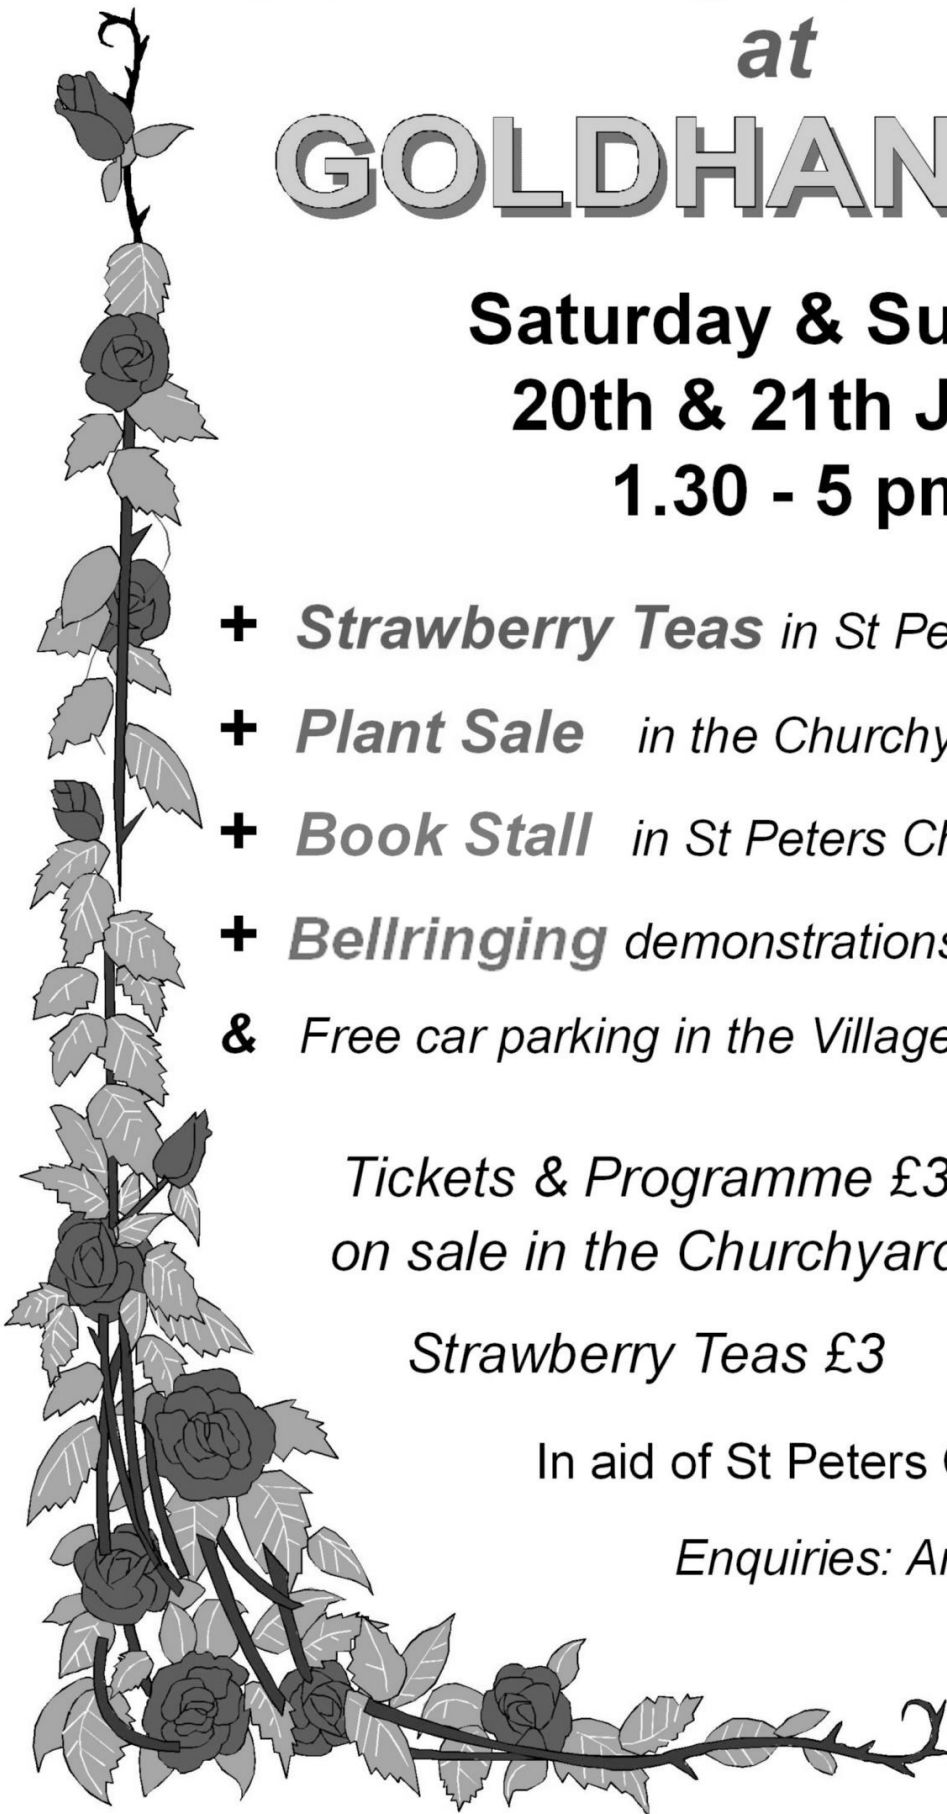 at
GOLDHAN
Saturday & Su
20th & 21th J
1.30 - 5 pm
+ Strawberry Teas in St Pe
+ Plant Sale in the Churchy
+ Book Stall in St Peters Ch
+ Bellringing demonstrations
& Free car parking in the Village
Tickets & Programme £3
on sale in the Churchyard
Strawberry Teas £3
In aid of St Peters
Enquiries: An